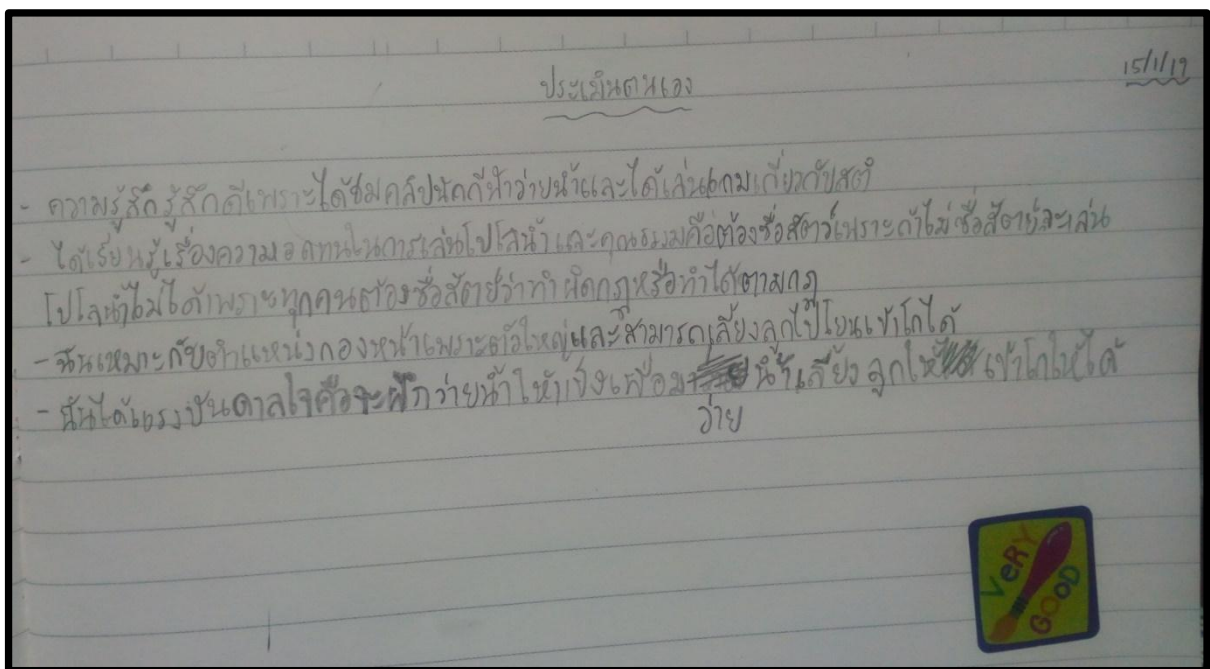 ประเมินตนเอง
15/1/19
- ความรู้สึก รู้สึกดีเพราะได้ชมคลิปนักกีฬาว่ายน้ำและได้เล่นเกมเกี่ยวกับสติ
- ได้เรียนรู้เรื่องความอดทนในการเล่นโปโลน้ำและคุณธรรมคือต้องซื่อสัตว์เพราะถ้าไม่ซื่อสัตย์จะเล่น
โปโลน้ำไม่ได้เพราะทุกคนต้องซื่อสัตย์ว่าทำผิดกฎหรือทำได้ตามกฎ
- ฉันเหมาะกับตำแหน่งกองหน้าเพราะตัวใหญ่และสามารถเลี้ยงลูกไปโยนเข้าโกได้
- ฉันได้แรงบันดาลใจคือจะฝึกว่ายน้ำให้แข็งเพื่อมา ว่าย น้ำเลี้ยงลูกให้เข้าโกให้ได้
VERY GOOD